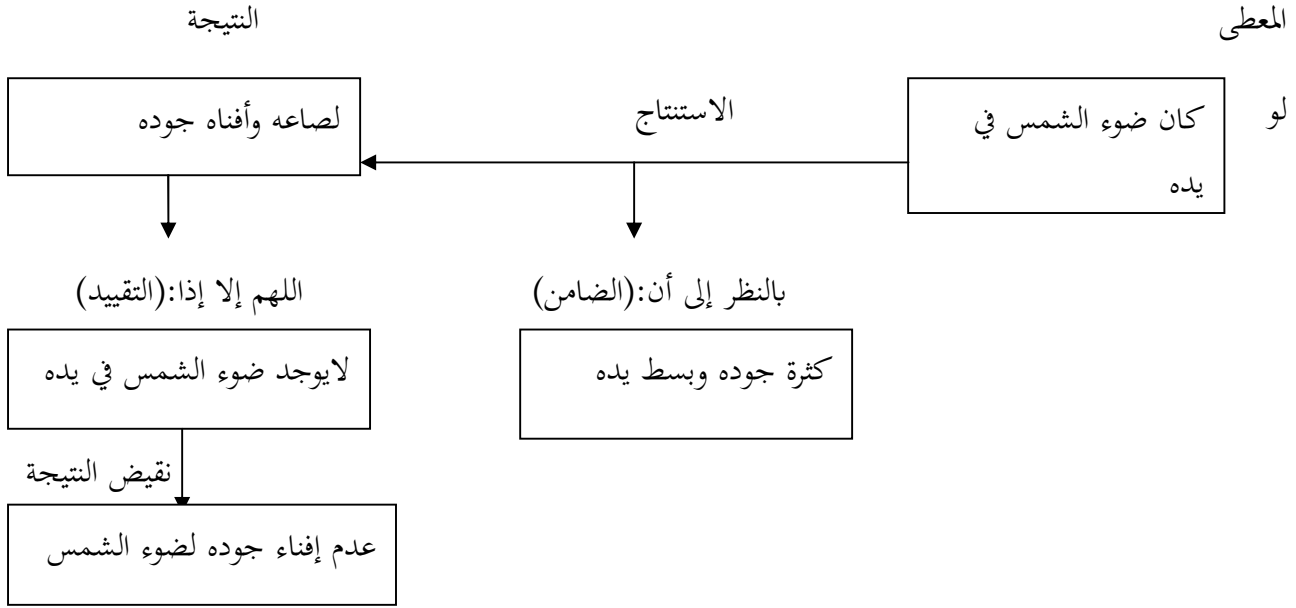 المعطى
النتيجة
لو
كان ضوء الشمس في
يده
الاستنتاج
لصاعه وأفناه جوده
بالنظر إلى أن:(الضامن)
اللهم إلا إذا:(التقييد)
كثرة جوده وبسط يده
لايوجد ضوء الشمس في يده
نقيض النتيجة
عدم إفناء جوده لضوء الشمس